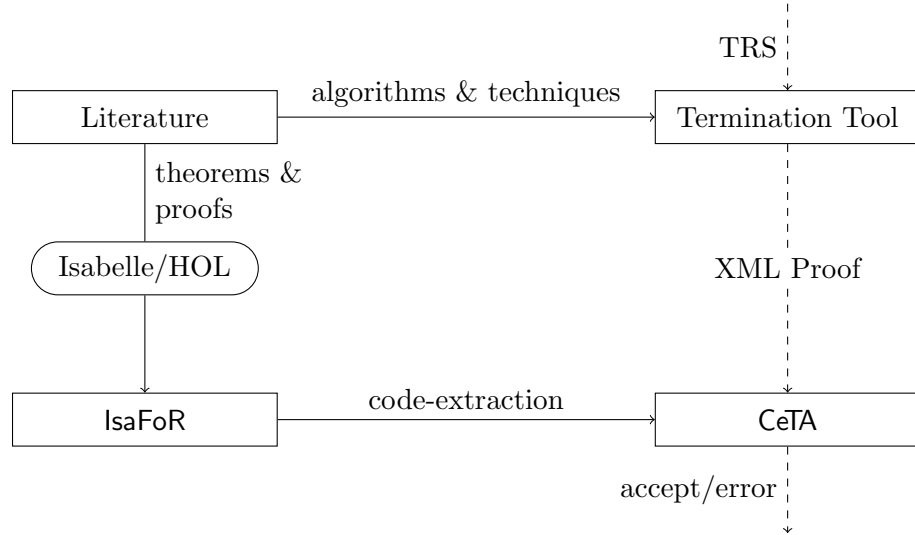 TRS
algorithms & techniques
Literature
Termination Tool
theorems &
proofs
Isabelle/HOL
XML Proof
code-extraction
IsaFoR
CeTA
accept/error